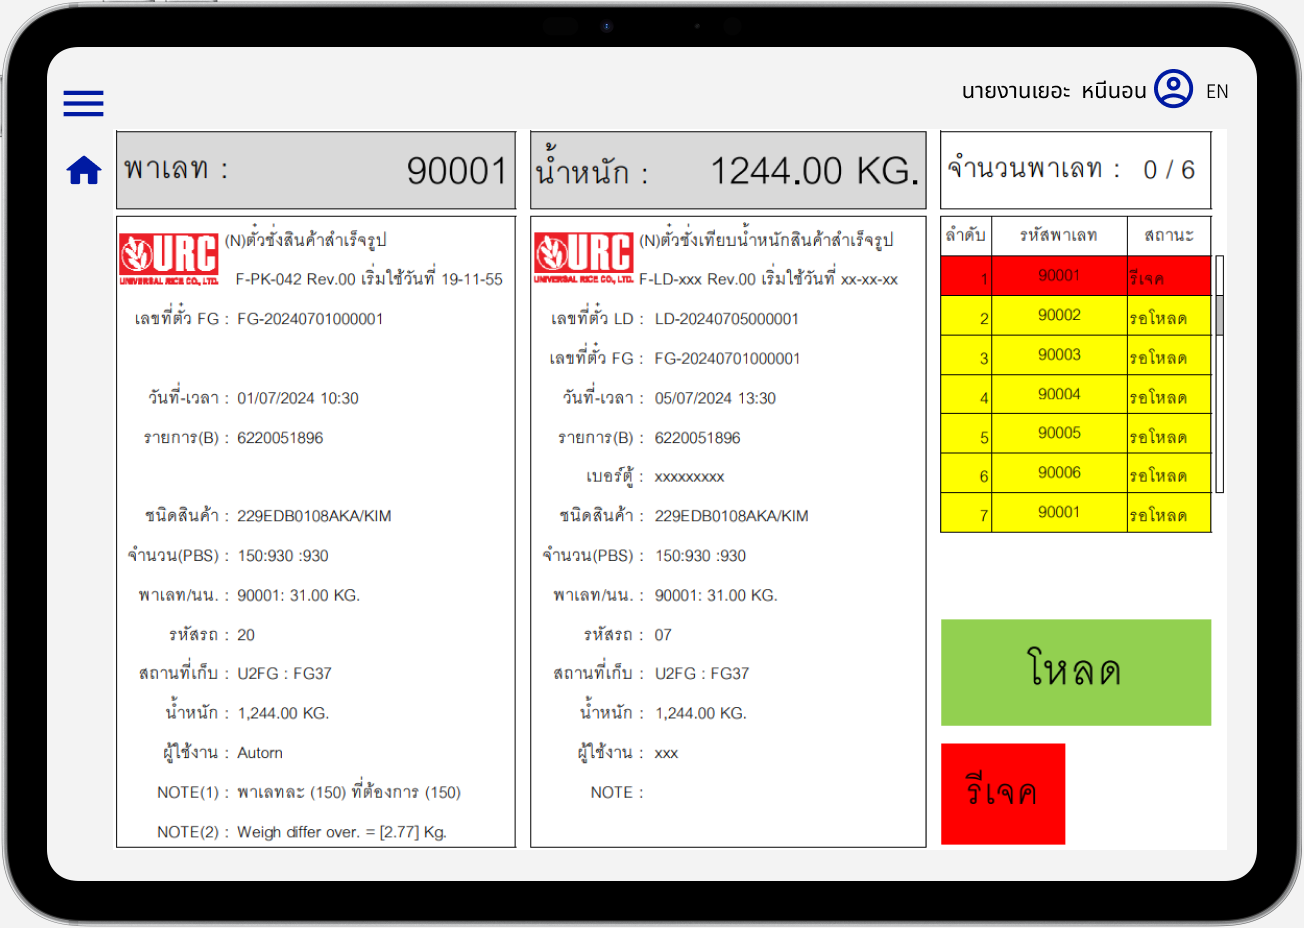 นายงานเยอะ หนีนอน EN
พาเลท : 90001
น้ำหนัก : 1244.00 KG.
จำนวนพาเลท : 0 / 6
URC
UNIVERSAL RICE CO., LTD.
(N)ตั๋วชั่งสินค้าสำเร็จรูป
F-PK-042 Rev.00 เริ่มใช้วันที่ 19-11-55
เลขที่ตั๋ว FG : FG-20240701000001
วันที่-เวลา : 01/07/2024 10:30
รายการ(B) : 6220051896
ชนิดสินค้า : 229EDB0108AKA/KIM
จำนวน(PBS) : 150:930 :930
พาเลท/นน. : 90001: 31.00 KG.
รหัสรถ : 20
สถานที่เก็บ : U2FG : FG37
น้ำหนัก : 1,244.00 KG.
ผู้ใช้งาน : Autorn
NOTE(1) : พาเลทละ (150) ที่ต้องการ (150)
NOTE(2) : Weigh differ over. = [2.77] Kg.
URC
UNIVERSAL RICE CO., LTD.
(N)ตั๋วชั่งเทียบน้ำหนักสินค้าสำเร็จรูป
F-LD-xxx Rev.00 เริ่มใช้วันที่ xx-xx-xx
เลขที่ตั๋ว LD : LD-20240705000001
เลขที่ตั๋ว FG : FG-20240701000001
วันที่-เวลา : 05/07/2024 13:30
รายการ(B) : 6220051896
เบอร์ตู้ : xxxxxxxxx
ชนิดสินค้า : 229EDB0108AKA/KIM
จำนวน(PBS) : 150:930 :930
พาเลท/นน. : 90001: 31.00 KG.
รหัสรถ : 07
สถานที่เก็บ : U2FG : FG37
น้ำหนัก : 1,244.00 KG.
ผู้ใช้งาน : xxx
NOTE :
ลำดับ รหัสพาเลท สถานะ
1 90001 รีเจค
2 90002 รอโหลด
3 90003 รอโหลด
4 90004 รอโหลด
5 90005 รอโหลด
6 90006 รอโหลด
7 90001 รอโหลด
โหลด
รีเจค